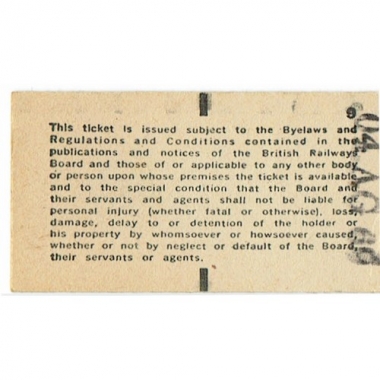 9
This ticket is issued subject to the Byelaws and
Regulations and Conditions contained in the
publications and notices of the British Railways
Board and those of or applicable to any other body
or person upon whose premises the ticket is available
and to the special condition that the Board and
their servants and agents shall not be liable for
personal injury (whether fatal or otherwise), loss,
damage, delay to or detention of the holder or
his property by whomsoever or howsoever caused,
whether or not by neglect or default of the Board,
their servants or agents.